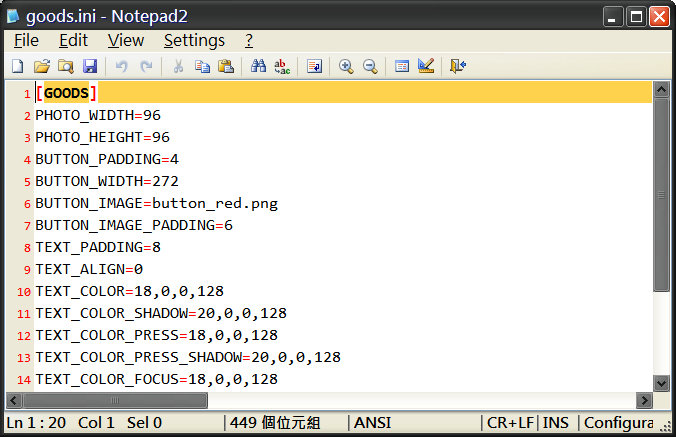 goods.ini - Notepad2
File Edit View Settings ?
1 [GOODS]
2 PHOTO_WIDTH=96
3 PHOTO_HEIGHT=96
4 BUTTON_PADDING=4
5 BUTTON_WIDTH=272
6 BUTTON_IMAGE=button_red.png
7 BUTTON_IMAGE_PADDING=6
8 TEXT_PADDING=8
9 TEXT_ALIGN=0
10 TEXT_COLOR=18,0,0,128
11 TEXT_COLOR_SHADOW=20,0,0,128
12 TEXT_COLOR_PRESS=18,0,0,128
13 TEXT_COLOR_PRESS_SHADOW=20,0,0,128
14 TEXT_COLOR_FOCUS=18,0,0,128
Ln 1 : 20 Col 1 Sel 0 449 個位元組 ANSI CR+LF INS Configura